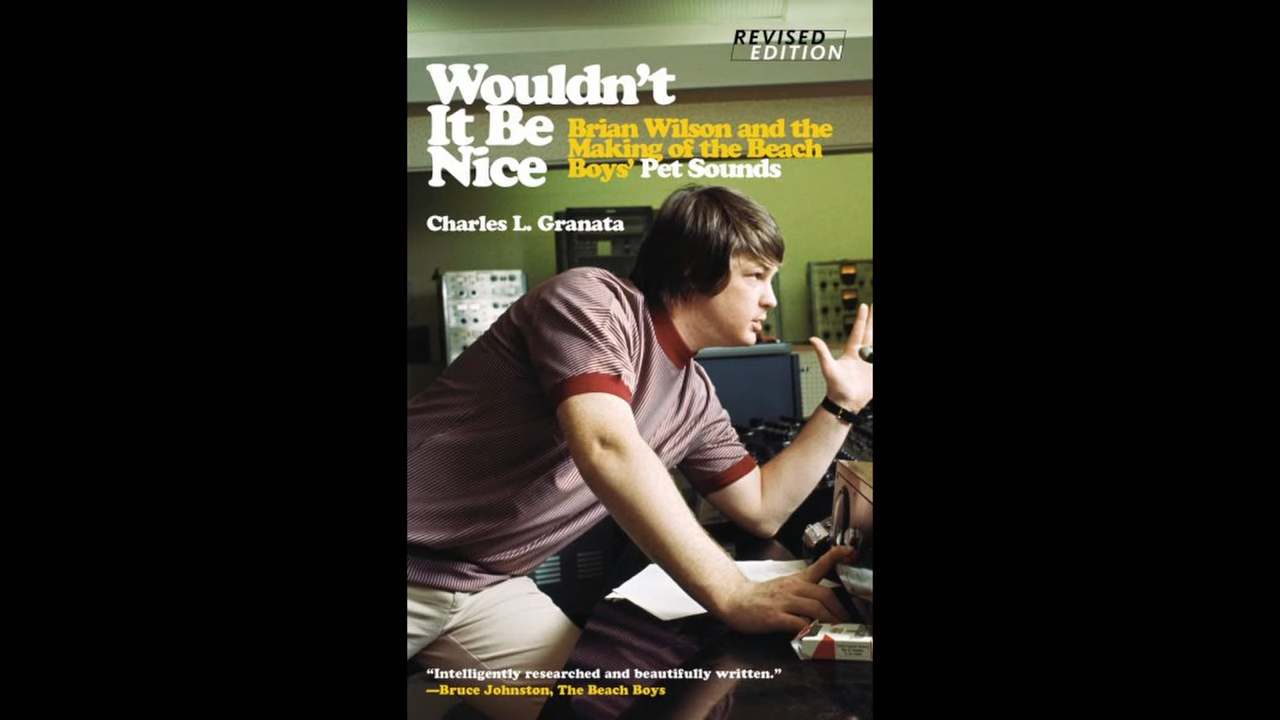 REVISED
EDITION
Wouldn't
It Be
Nice
Brian Wilson and the
Making of the Beach
Boys' Pet Sounds
Charles L. Granata
“Intelligently researched and beautifully written.”
—Bruce Johnston, The Beach Boys